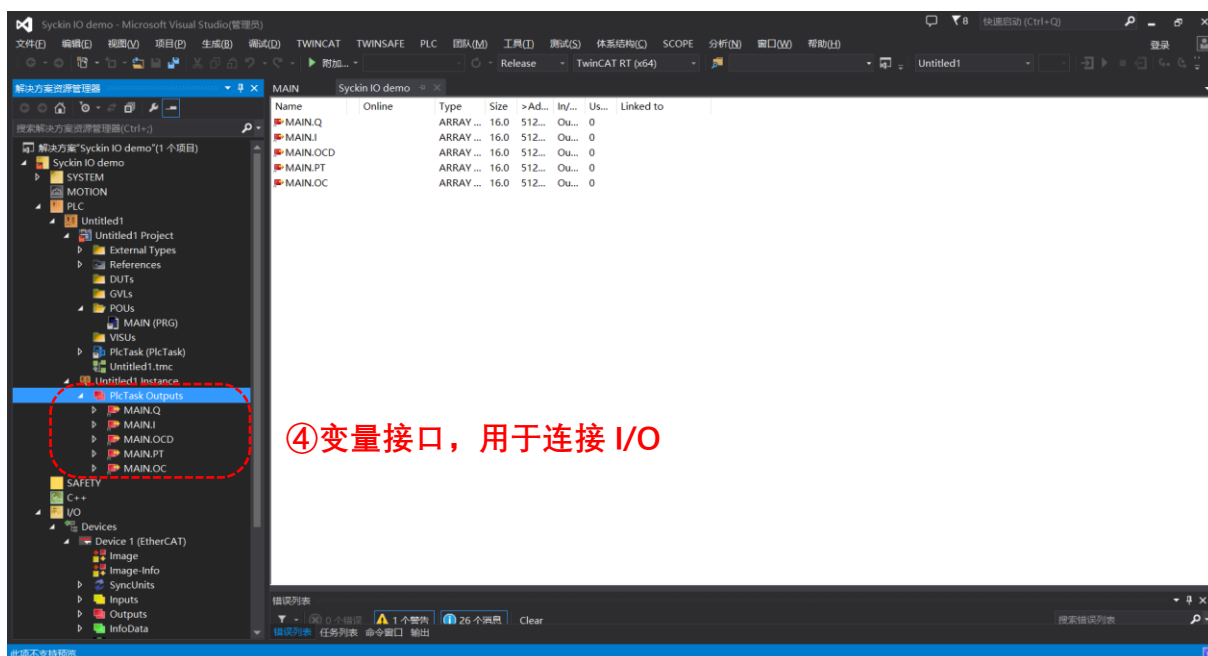 Syckin IO demo - Microsoft Visual Studio(管理员)
8 快速启动 (Ctrl+Q)
文件(F) 编辑(E) 视图(V) 项目(P) 生成(B) 调试(D) TWINCAT TWINSAFE PLC 团队(M) 工具(T) 测试(S) 体系结构(C) SCOPE 分析(N) 窗口(W) 帮助(H) 登录
附加... Release TwinCAT RT (x64) Untitled1
解决方案资源管理器
搜索解决方案资源管理器(Ctrl+;)
解决方案"Syckin IO demo"(1 个项目)
Syckin IO demo
SYSTEM
MOTION
PLC
Untitled1
Untitled1 Project
External Types
References
DUTs
GVLs
POUs
MAIN (PRG)
VISUs
PlcTask (PlcTask)
Untitled1.tmc
Untitled1 Instance
PlcTask Outputs
MAIN.Q
MAIN.I
MAIN.OCD
MAIN.PT
MAIN.OC
SAFETY
C++
I/O
Devices
Device 1 (EtherCAT)
Image
Image-Info
SyncUnits
Inputs
Outputs
InfoData
MAIN Syckin IO demo
Name Online Type Size >Ad... In/... Us... Linked to
MAIN.Q ARRAY ... 16.0 512... Ou... 0
MAIN.I ARRAY ... 16.0 512... Ou... 0
MAIN.OCD ARRAY ... 16.0 512... Ou... 0
MAIN.PT ARRAY ... 16.0 512... Ou... 0
MAIN.OC ARRAY ... 16.0 512... Ou... 0
④变量接口，用于连接 I/O
错误列表
0 个错误 1 个警告 26 个消息 Clear 搜索错误列表
错误列表 任务列表 命令窗口 输出
此项不支持预览